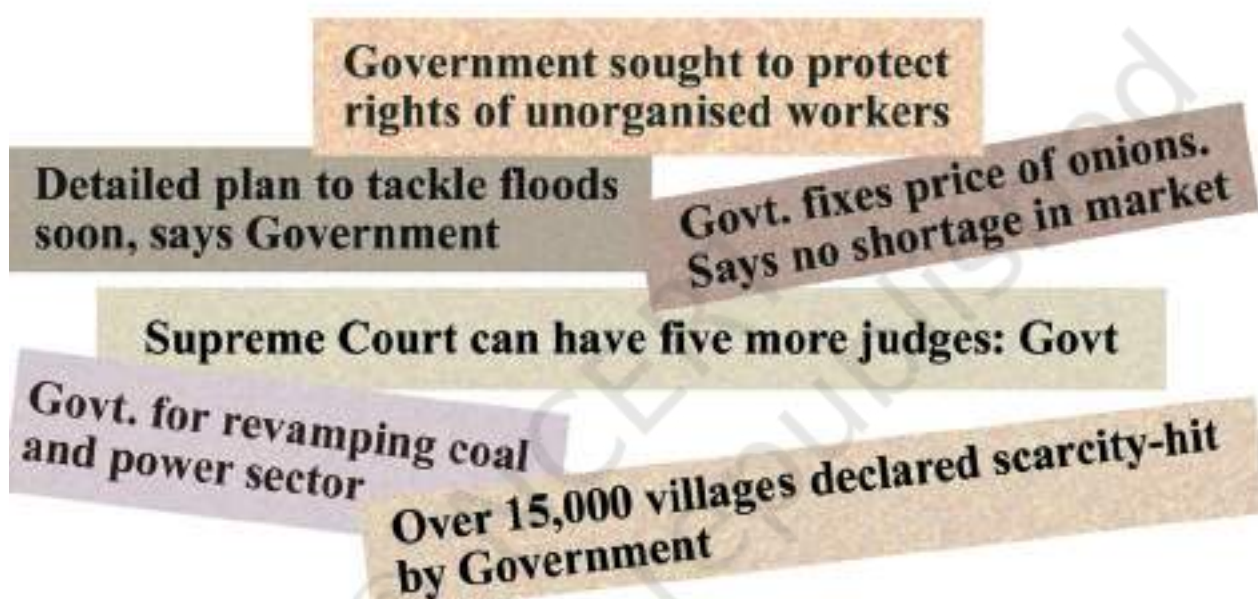 Government sought to protect
rights of unorganised workers
Detailed plan to tackle floods
soon, says Government
Govt. fixes price of onions.
Says no shortage in market
Supreme Court can have five more judges: Govt
Govt. for revamping coal
and power sector
Over 15,000 villages declared scarcity-hit
by Government